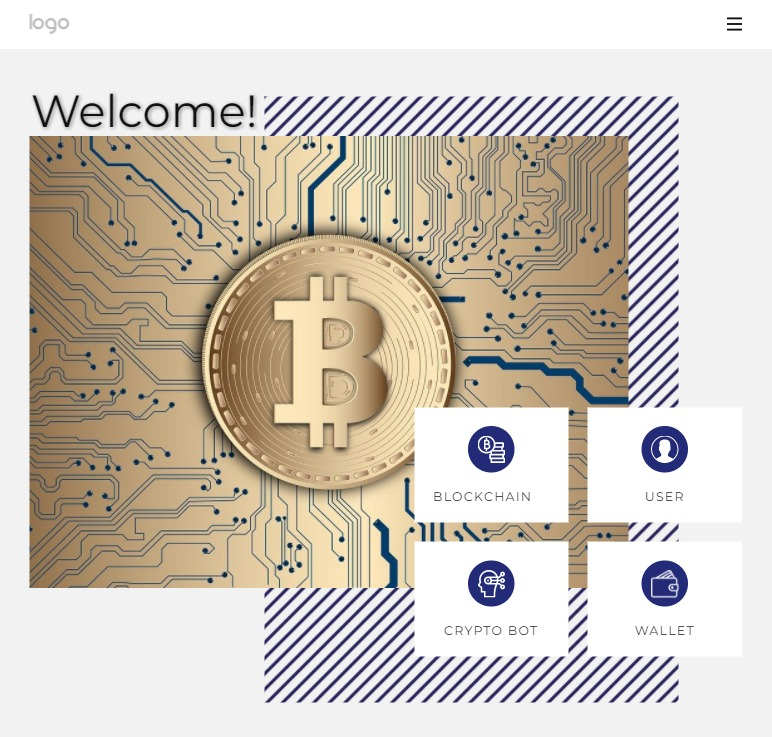 logo
Welcome!
BLOCKCHAIN
USER
CRYPTO BOT
WALLET